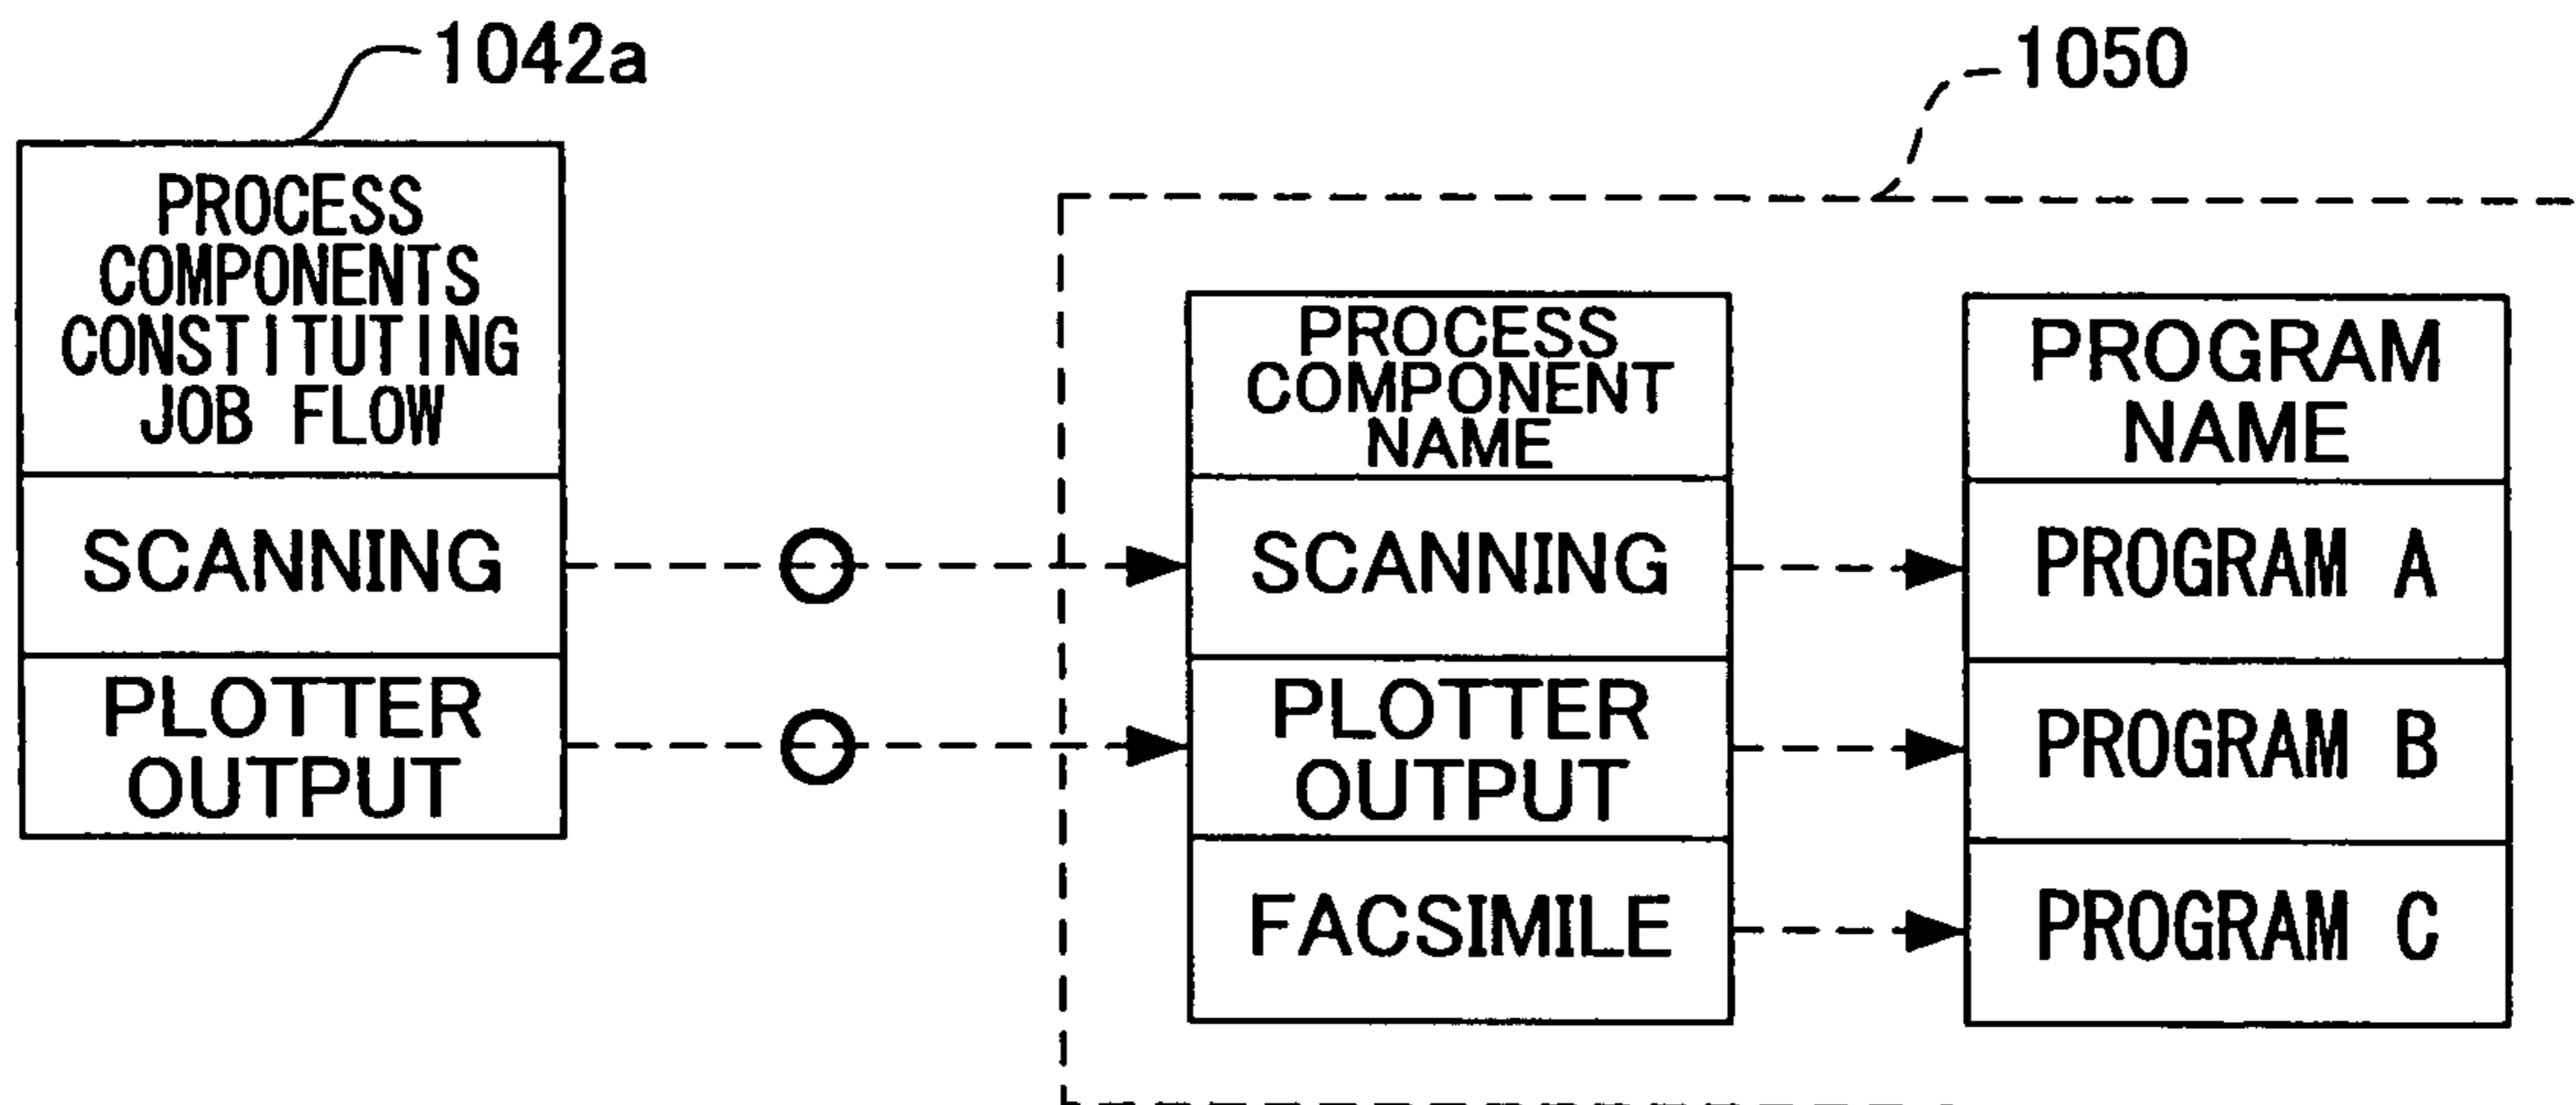 1042a
1050
PROCESS
COMPONENTS
CONSTITUTING
JOB FLOW
SCANNING
PLOTTER
OUTPUT
PROCESS
COMPONENT
NAME
SCANNING
PLOTTER
OUTPUT
FACSIMILE
PROGRAM
NAME
PROGRAM A
PROGRAM B
PROGRAM C